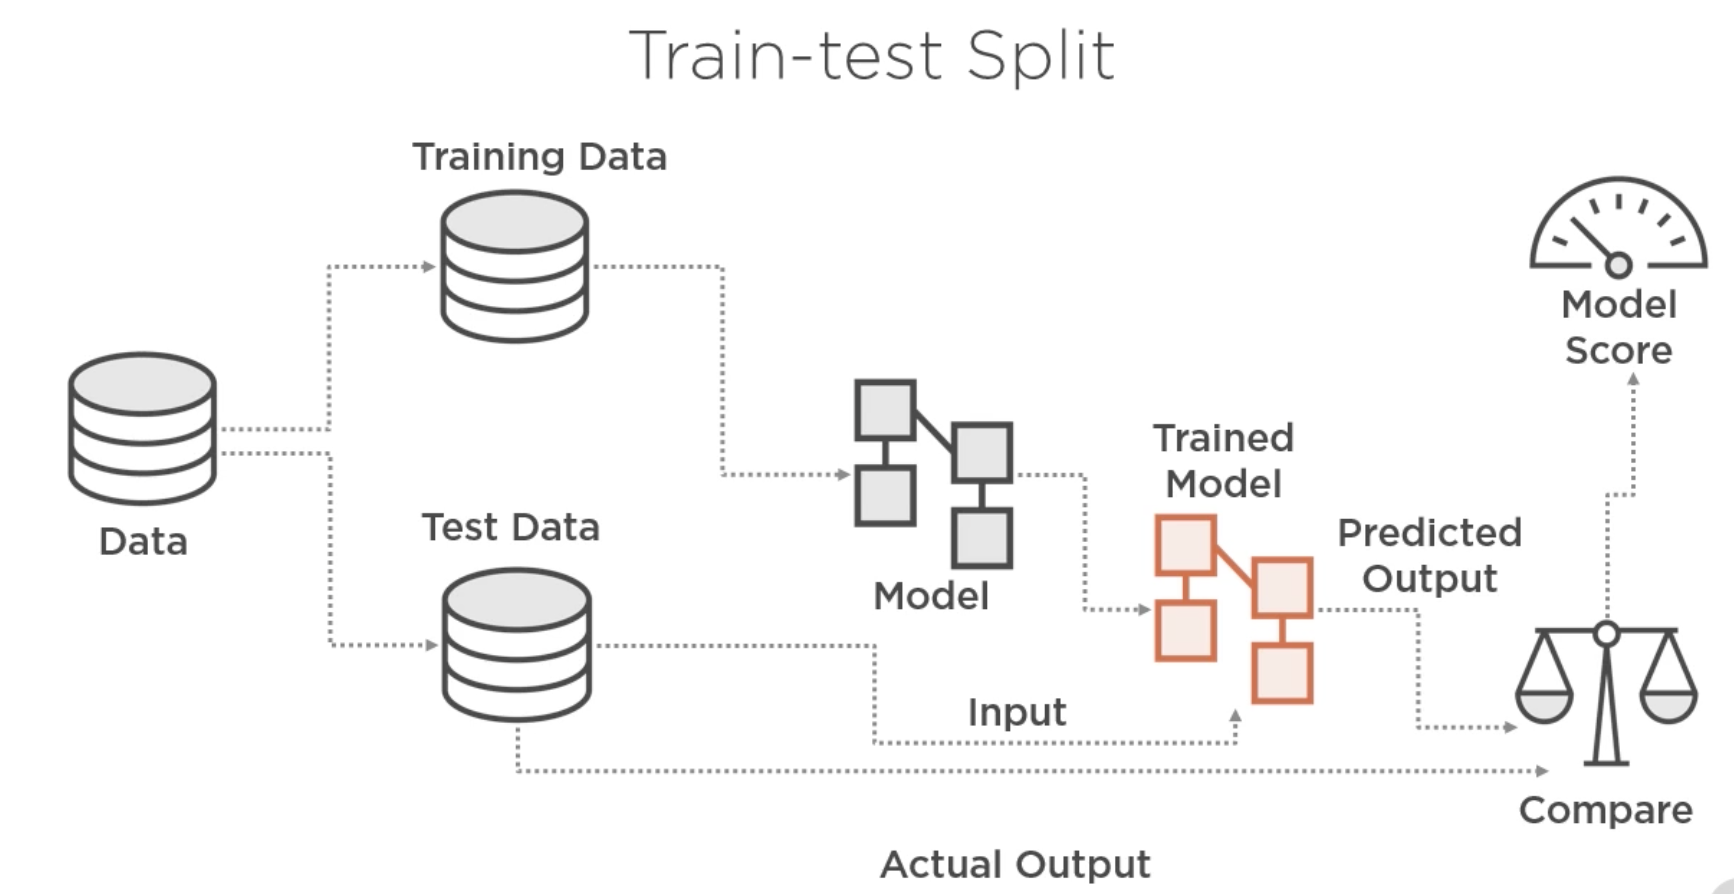 Train-test Split
Training Data
Model
Score
Data
Test Data
Model
Trained
Model
Predicted
Output
Input
Compare
Actual Output